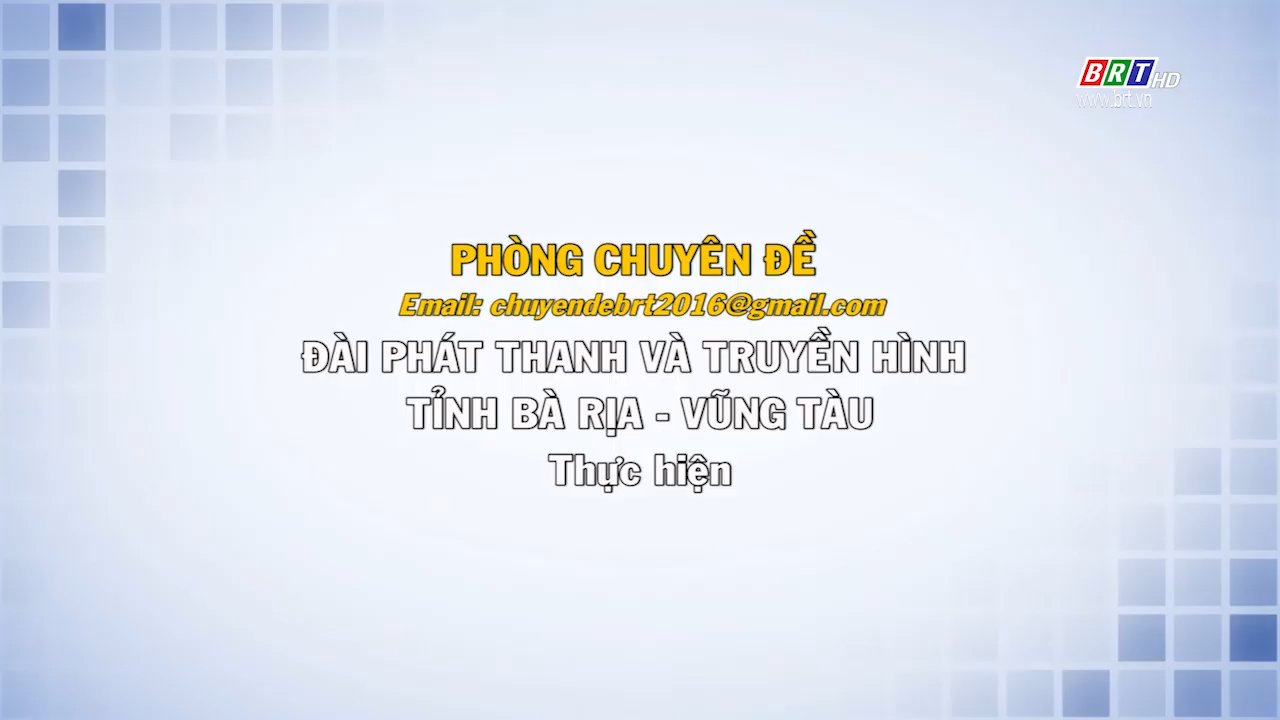 BRT HD
www.brt.vn
PHÒNG CHUYÊN ĐỀ
Email: chuyendebrt2016@gmail.com
ĐÀI PHÁT THANH VÀ TRUYỀN HÌNH
TỈNH BÀ RỊA - VŨNG TÀU
Thực hiện